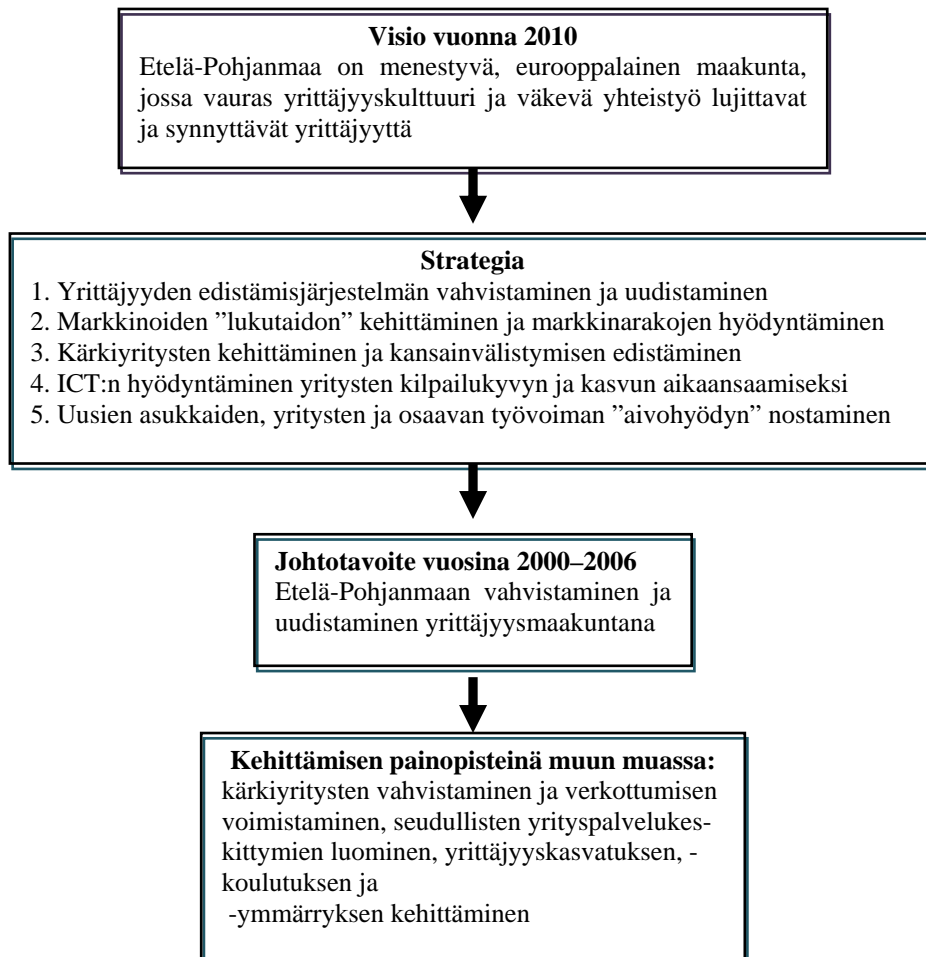 Visio vuonna 2010
Etelä-Pohjanmaa on menestyvä, eurooppalainen maakunta,
jossa vauras yrittäjyyskulttuuri ja väkevä yhteistyö lujittavat
ja synnyttävät yrittäjyyttä
Strategia
1. Yrittäjyyden edistämisjärjestelmän vahvistaminen ja uudistaminen
2. Markkinoiden ”lukutaidon” kehittäminen ja markkinarakojen hyödyntäminen
3. Kärkiyritysten kehittäminen ja kansainvälistymisen edistäminen
4. ICT:n hyödyntäminen yritysten kilpailukyvyn ja kasvun aikaansaamiseksi
5. Uusien asukkaiden, yritysten ja osaavan työvoiman ”aivohyödyn” nostaminen
Johtotavoite vuosina 2000–2006
Etelä-Pohjanmaan vahvistaminen ja
uudistaminen yrittäjyysmaakuntana
Kehittämisen painopisteinä muun muassa:
kärkiyritysten vahvistaminen ja verkottumisen
voimistaminen, seudullisten yrityspalvelukes-
kittymien luominen, yrittäjyyskasvatuksen, -
koulutuksen ja
-ymmärryksen kehittäminen